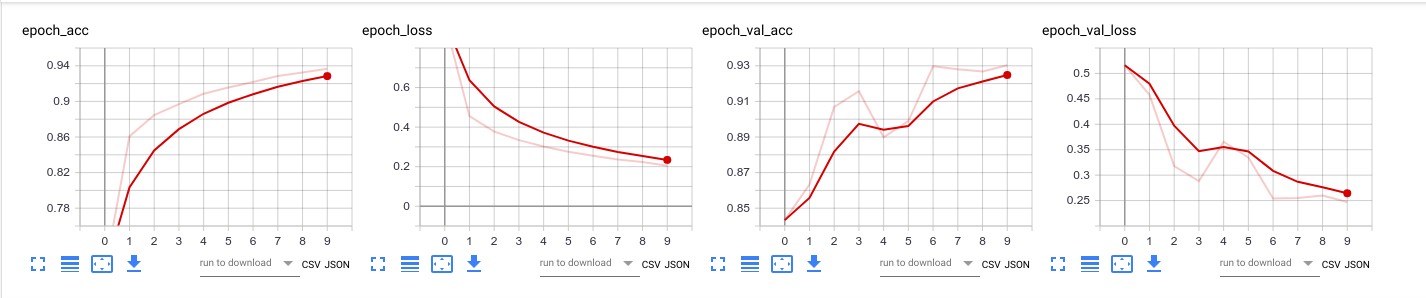 epoch_acc
0.94
0.9
0.86
0.82
0.78
0 1 2 3 4 5 6 7 8 9
run to download CSV JSON
epoch_loss
0.6
0.4
0.2
0
0 1 2 3 4 5 6 7 8 9
run to download CSV JSON
epoch_val_acc
0.93
0.91
0.89
0.87
0.85
0 1 2 3 4 5 6 7 8 9
run to download CSV JSON
epoch_val_loss
0.5
0.45
0.4
0.35
0.3
0.25
0 1 2 3 4 5 6 7 8 9
run to download CSV JSON